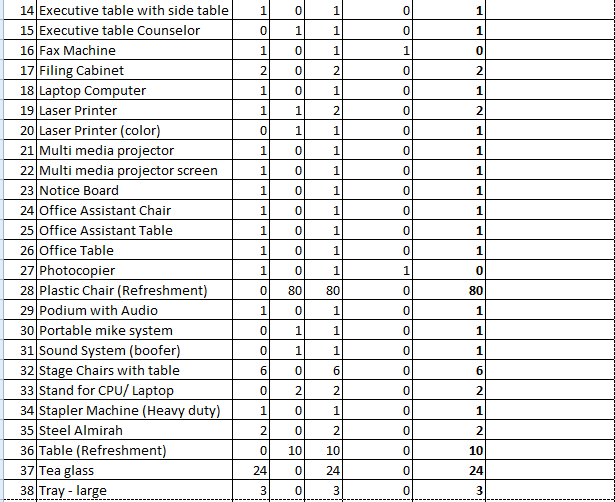 14 Executive table with side table 1 0 1 0 1
15 Executive table Counselor 0 1 1 0 1
16 Fax Machine 1 0 1 1 0
17 Filing Cabinet 2 0 2 0 2
18 Laptop Computer 1 0 1 0 1
19 Laser Printer 1 1 2 0 2
20 Laser Printer (color) 0 1 1 0 1
21 Multi media projector 1 0 1 0 1
22 Multi media projector screen 1 0 1 0 1
23 Notice Board 1 0 1 0 1
24 Office Assistant Chair 1 0 1 0 1
25 Office Assistant Table 1 0 1 0 1
26 Office Table 1 0 1 0 1
27 Photocopier 1 0 1 1 0
28 Plastic Chair (Refreshment) 0 80 80 0 80
29 Podium with Audio 1 0 1 0 1
30 Portable mike system 0 1 1 0 1
31 Sound System (boofer) 0 1 1 0 1
32 Stage Chairs with table 6 0 6 0 6
33 Stand for CPU/ Laptop 0 2 2 0 2
34 Stapler Machine (Heavy duty) 1 0 1 0 1
35 Steel Almirah 2 0 2 0 2
36 Table (Refreshment) 0 10 10 0 10
37 Tea glass 24 0 24 0 24
38 Tray - large 3 0 3 0 3